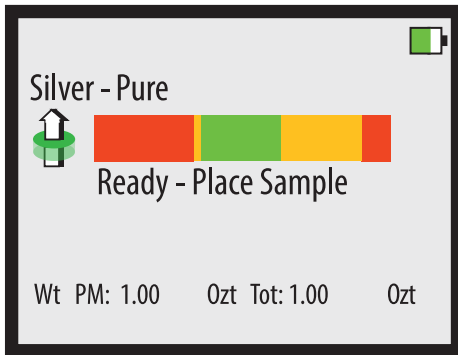 Silver - Pure
Ready - Place Sample
Wt PM: 1.00 Ozt Tot: 1.00 Ozt